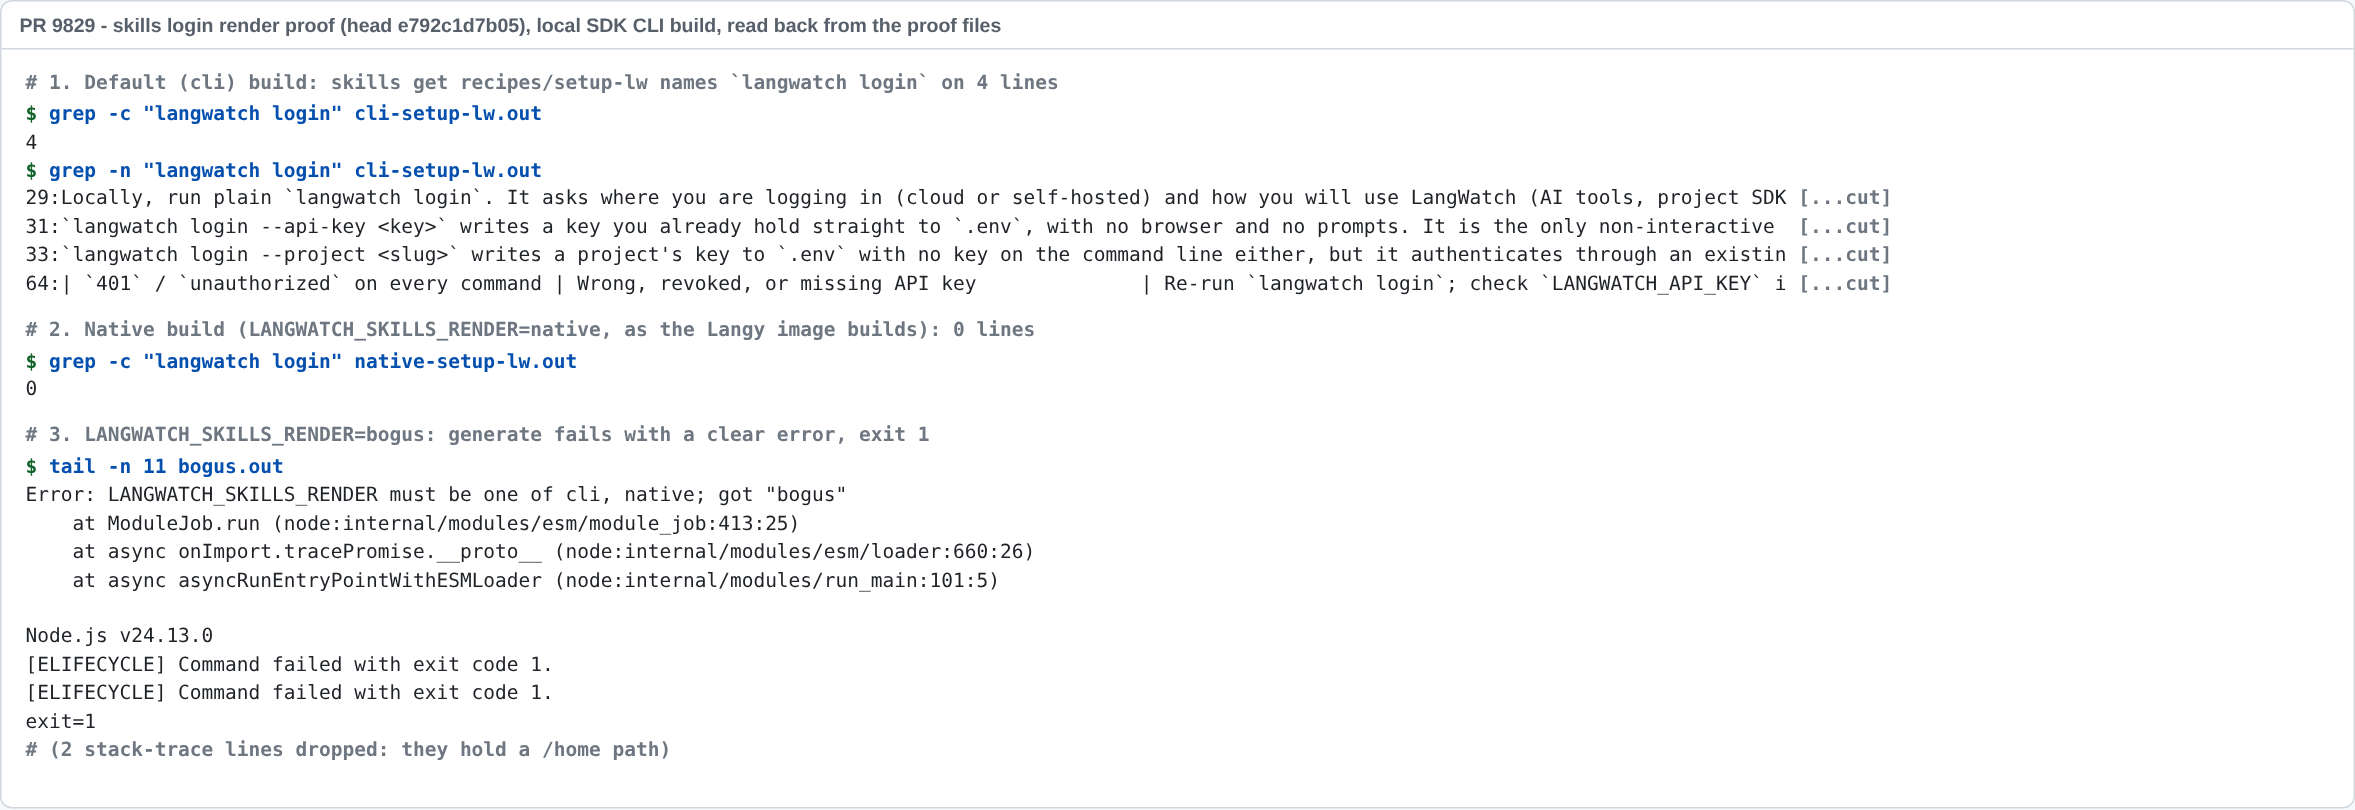 PR 9829 - skills login render proof (head e792c1d7b05), local SDK CLI build, read back from the proof files
# 1. Default (cli) build: skills get recipes/setup-lw names `langwatch login` on 4 lines
$ grep -c "langwatch login" cli-setup-lw.out
4
$ grep -n "langwatch login" cli-setup-lw.out
29:Locally, run plain `langwatch login`. It asks where you are logging in (cloud or self-hosted) and how you will use LangWatch (AI tools, project SDK [...cut]
31:`langwatch login --api-key <key>` writes a key you already hold straight to `.env`, with no browser and no prompts. It is the only non-interactive  [...cut]
33:`langwatch login --project <slug>` writes a project's key to `.env` with no key on the command line either, but it authenticates through an existin [...cut]
64:| `401` / `unauthorized` on every command | Wrong, revoked, or missing API key              | Re-run `langwatch login`; check `LANGWATCH_API_KEY` i [...cut]
# 2. Native build (LANGWATCH_SKILLS_RENDER=native, as the Langy image builds): 0 lines
$ grep -c "langwatch login" native-setup-lw.out
0
# 3. LANGWATCH_SKILLS_RENDER=bogus: generate fails with a clear error, exit 1
$ tail -n 11 bogus.out
Error: LANGWATCH_SKILLS_RENDER must be one of cli, native; got "bogus"
    at ModuleJob.run (node:internal/modules/esm/module_job:413:25)
    at async onImport.tracePromise.__proto__ (node:internal/modules/esm/loader:660:26)
    at async asyncRunEntryPointWithESMLoader (node:internal/modules/run_main:101:5)
Node.js v24.13.0
[ELIFECYCLE] Command failed with exit code 1.
[ELIFECYCLE] Command failed with exit code 1.
exit=1
# (2 stack-trace lines dropped: they hold a /home path)